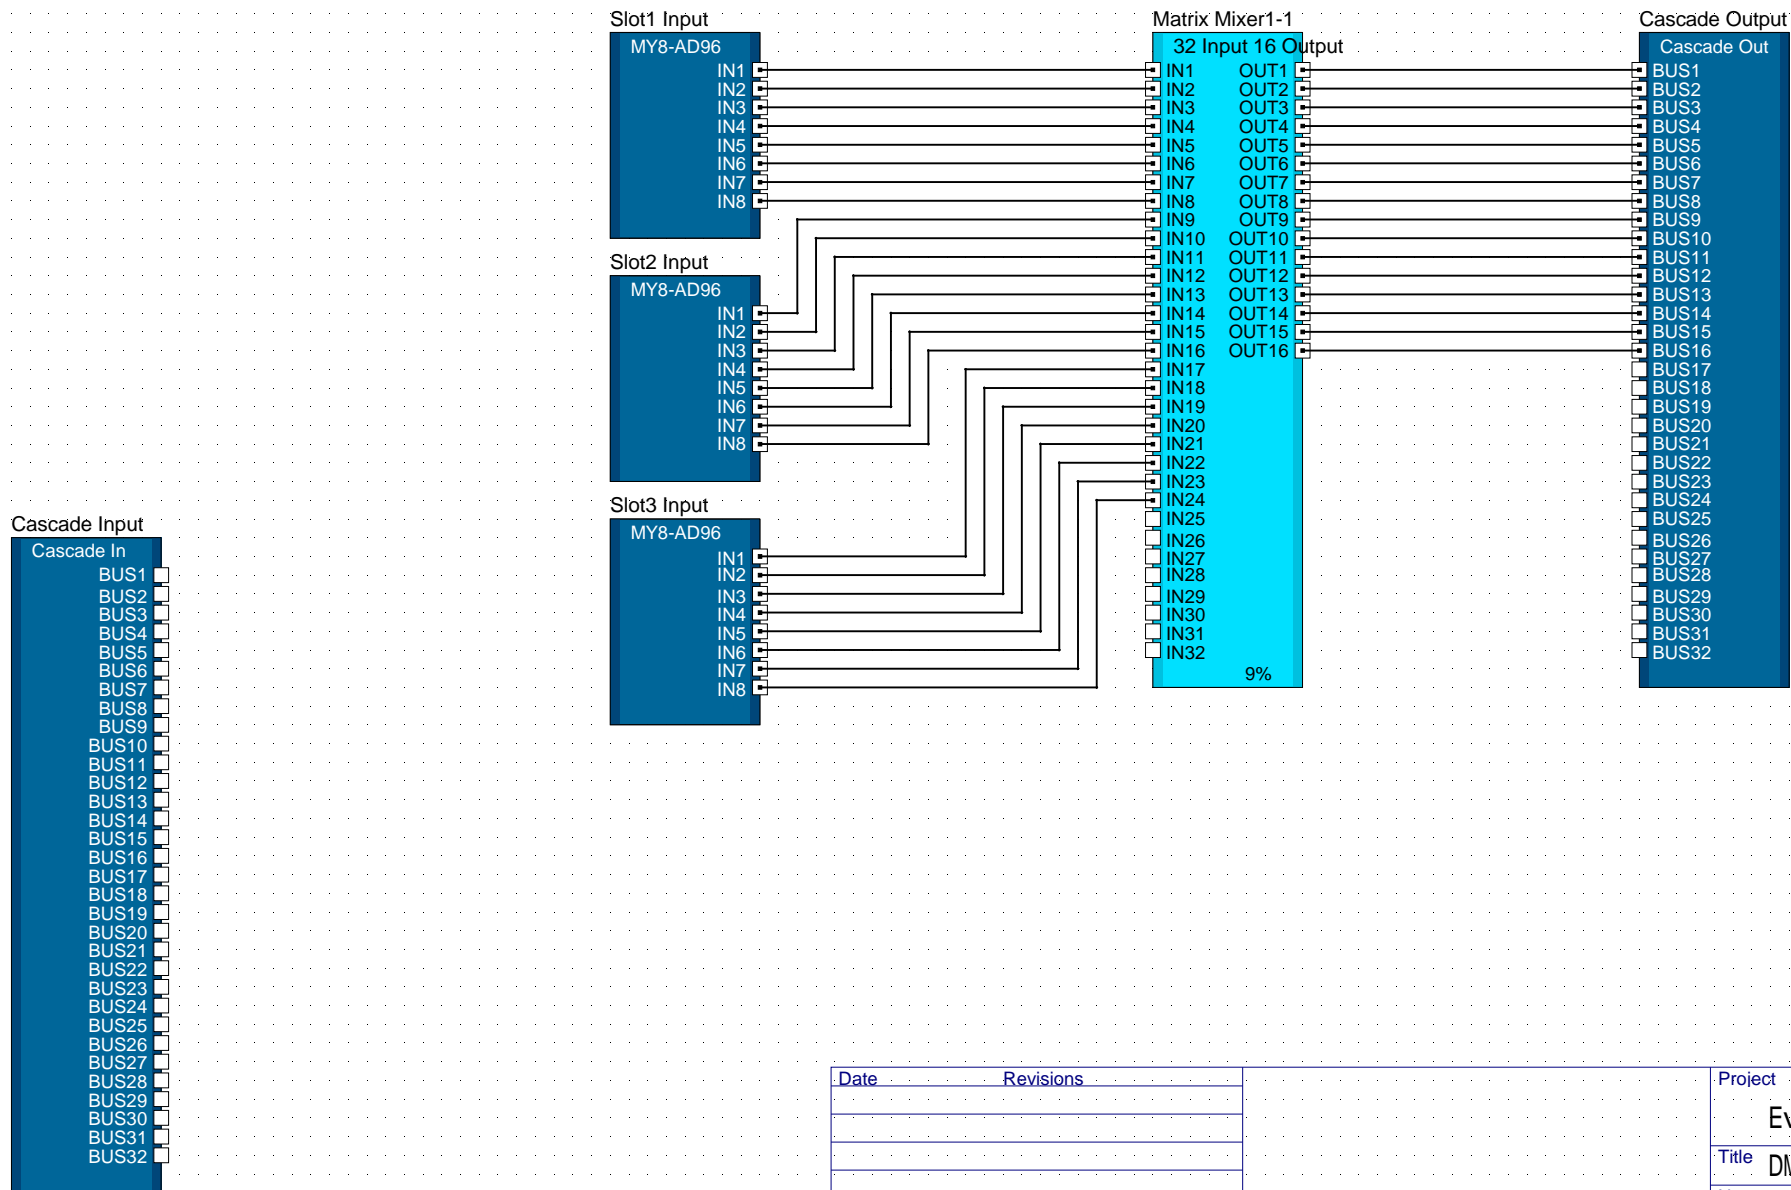 Slot1 Input
MY8-AD96
IN1
IN2
IN3
IN4
IN5
IN6
IN7
IN8
Slot2 Input
MY8-AD96
IN1
IN2
IN3
IN4
IN5
IN6
IN7
IN8
Slot3 Input
MY8-AD96
IN1
IN2
IN3
IN4
IN5
IN6
IN7
IN8
Matrix Mixer1-1
32 Input 16 Output
IN1 OUT1
IN2 OUT2
IN3 OUT3
IN4 OUT4
IN5 OUT5
IN6 OUT6
IN7 OUT7
IN8 OUT8
IN9 OUT9
IN10 OUT10
IN11 OUT11
IN12 OUT12
IN13 OUT13
IN14 OUT14
IN15 OUT15
IN16 OUT16
IN17
IN18
IN19
IN20
IN21
IN22
IN23
IN24
IN25
IN26
IN27
IN28
IN29
IN30
IN31
IN32
9%
Cascade Output
Cascade Out
BUS1
BUS2
BUS3
BUS4
BUS5
BUS6
BUS7
BUS8
BUS9
BUS10
BUS11
BUS12
BUS13
BUS14
BUS15
BUS16
BUS17
BUS18
BUS19
BUS20
BUS21
BUS22
BUS23
BUS24
BUS25
BUS26
BUS27
BUS28
BUS29
BUS30
BUS31
BUS32
Cascade Input
Cascade In
BUS1
BUS2
BUS3
BUS4
BUS5
BUS6
BUS7
BUS8
BUS9
BUS10
BUS11
BUS12
BUS13
BUS14
BUS15
BUS16
BUS17
BUS18
BUS19
BUS20
BUS21
BUS22
BUS23
BUS24
BUS25
BUS26
BUS27
BUS28
BUS29
BUS30
BUS31
BUS32
Date Revisions
Project
Title